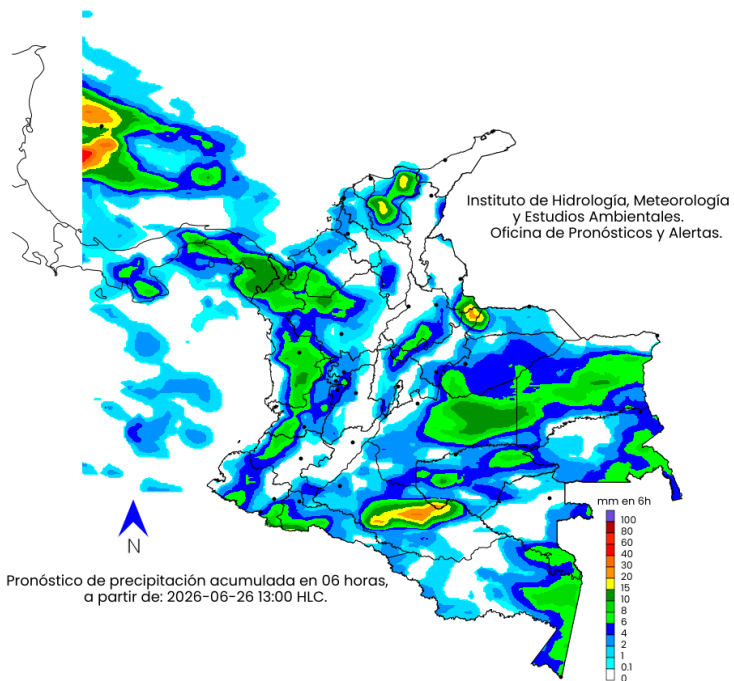 Instituto de Hidrología, Meteorología
y Estudios Ambientales.
Oficina de Pronósticos y Alertas.
N
Pronóstico de precipitación acumulada en 06 horas,
a partir de: 2026-06-26 13:00 HLC.
mm en 6h
100
80
60
40
30
20
15
10
8
6
4
2
1
0.1
0